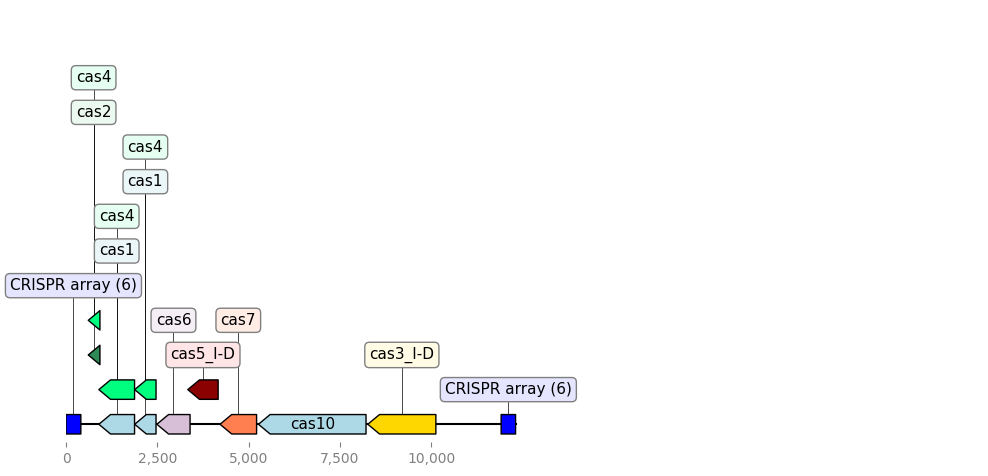 cas4
cas2
cas4
cas1
cas4
cas1
CRISPR array (6)
cas6
cas7
cas5_I-D
cas3_I-D
CRISPR array (6)
cas10
0
2,500
5,000
7,500
10,000